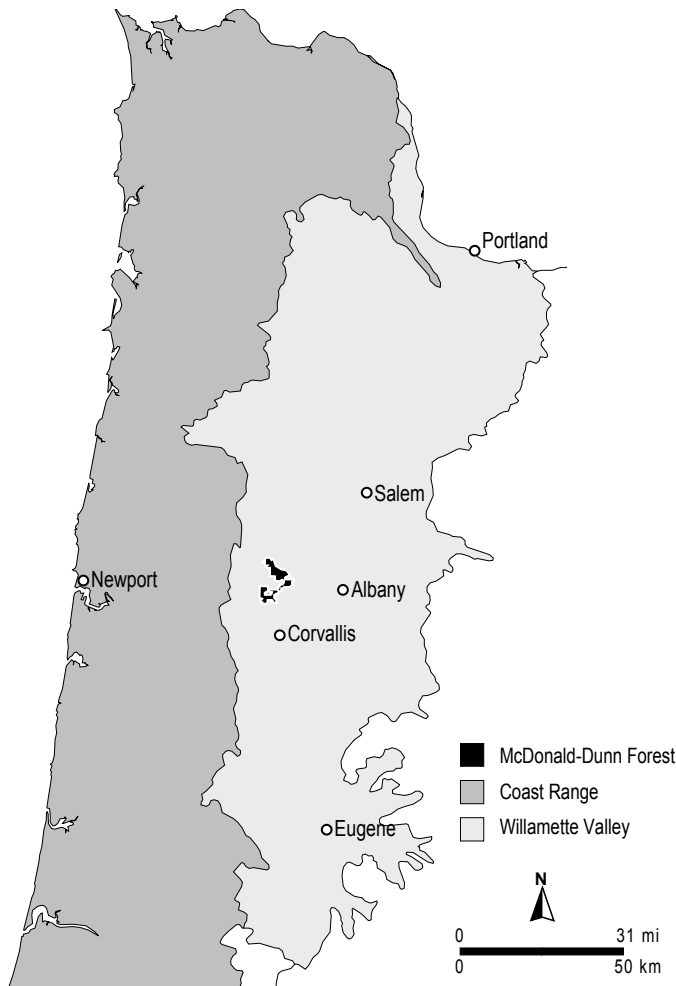 Portland
Salem
Newport
Albany
Corvallis
McDonald-Dunn Forest
Coast Range
Willamette Valley
Eugene
N
0 31 mi
0 50 km